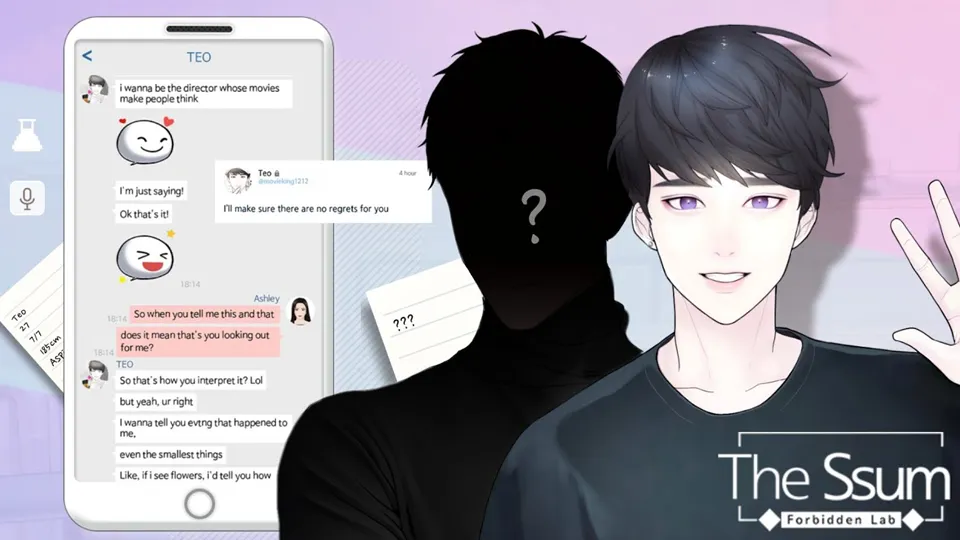 <
TEO
i wanna be the director whose movies
make people think
I'm just saying!
Ok that's it!
18:14
Ashley
So when you tell me this and that
18:14
does it mean that's you looking out
for me?
18:14
TEO
So that's how you interpret it? Lol
but yeah, ur right
I wanna tell you evtng that happened to
me,
even the smallest things
Like, if i see flowers, i'd tell you how
Teo
@movieking1212
4 hour
I'll make sure there are no regrets for you
Teo
27
7/7
185cm
Asp
???
?
The Ssum
Forbidden Lab